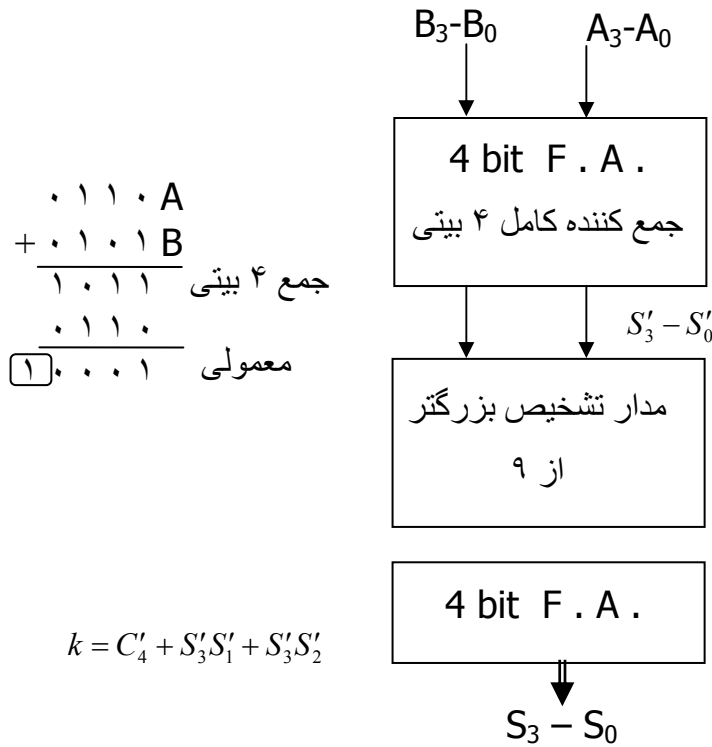 B₃-B₀ A₃-A₀
4 bit F . A .
جمع کننده کامل ۴ بیتی
۰ ۱ ۱ ۰ A
+ ۰ ۱ ۰ ۱ B
۱ ۰ ۱ ۱ جمع ۴ بیتی
۰ ۱ ۱ ۰
۱ ۰ ۰ ۰ ۱ معمولی
S′₃ − S′₀
مدار تشخیص بزرگتر
از ۹
4 bit F . A .
k = C′₄ + S′₃S′₁ + S′₃S′₂
S₃ – S₀